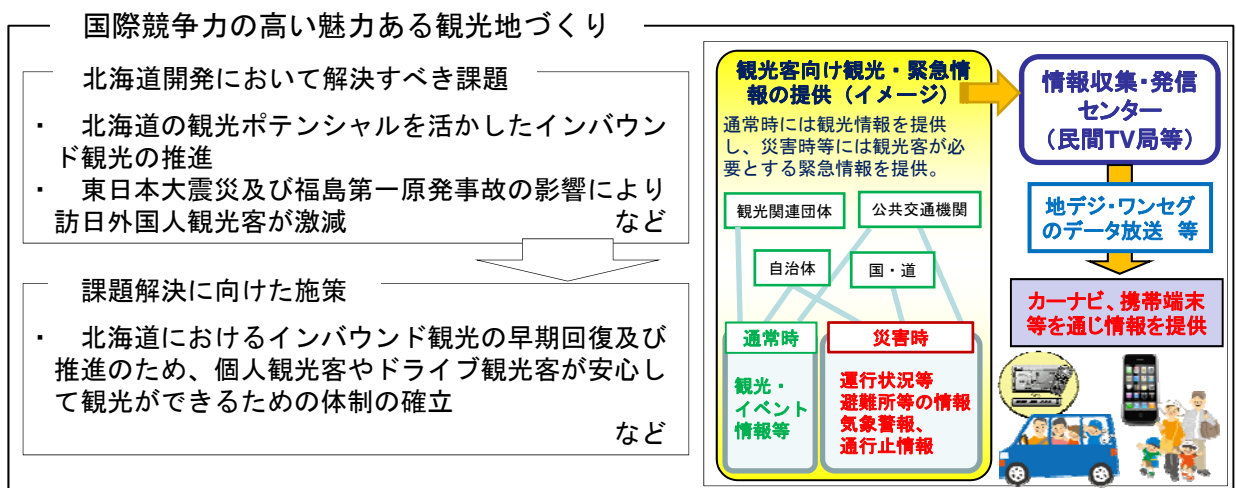 国際競争力の高い魅力ある観光地づくり
北海道開発において解決すべき課題
・　北海道の観光ポテンシャルを活かしたインバウン
ド観光の推進
・　東日本大震災及び福島第一原発事故の影響により
訪日外国人観光客が激減　など
課題解決に向けた施策
・　北海道におけるインバウンド観光の早期回復及び
推進のため、個人観光客やドライブ観光客が安心し
て観光ができるための体制の確立
など
観光客向け観光・緊急情
報の提供（イメージ）
通常時には観光情報を提供
し、災害時等には観光客が必
要とする緊急情報を提供。
観光関連団体
公共交通機関
自治体
国・道
通常時
観光・
イベント
情報等
災害時
運行状況等
避難所等の情報
気象警報、
通行止情報
情報収集・発信
センター
（民間TV局等）
地デジ・ワンセグ
のデータ放送　等
カーナビ、携帯端末
等を通じ情報を提供